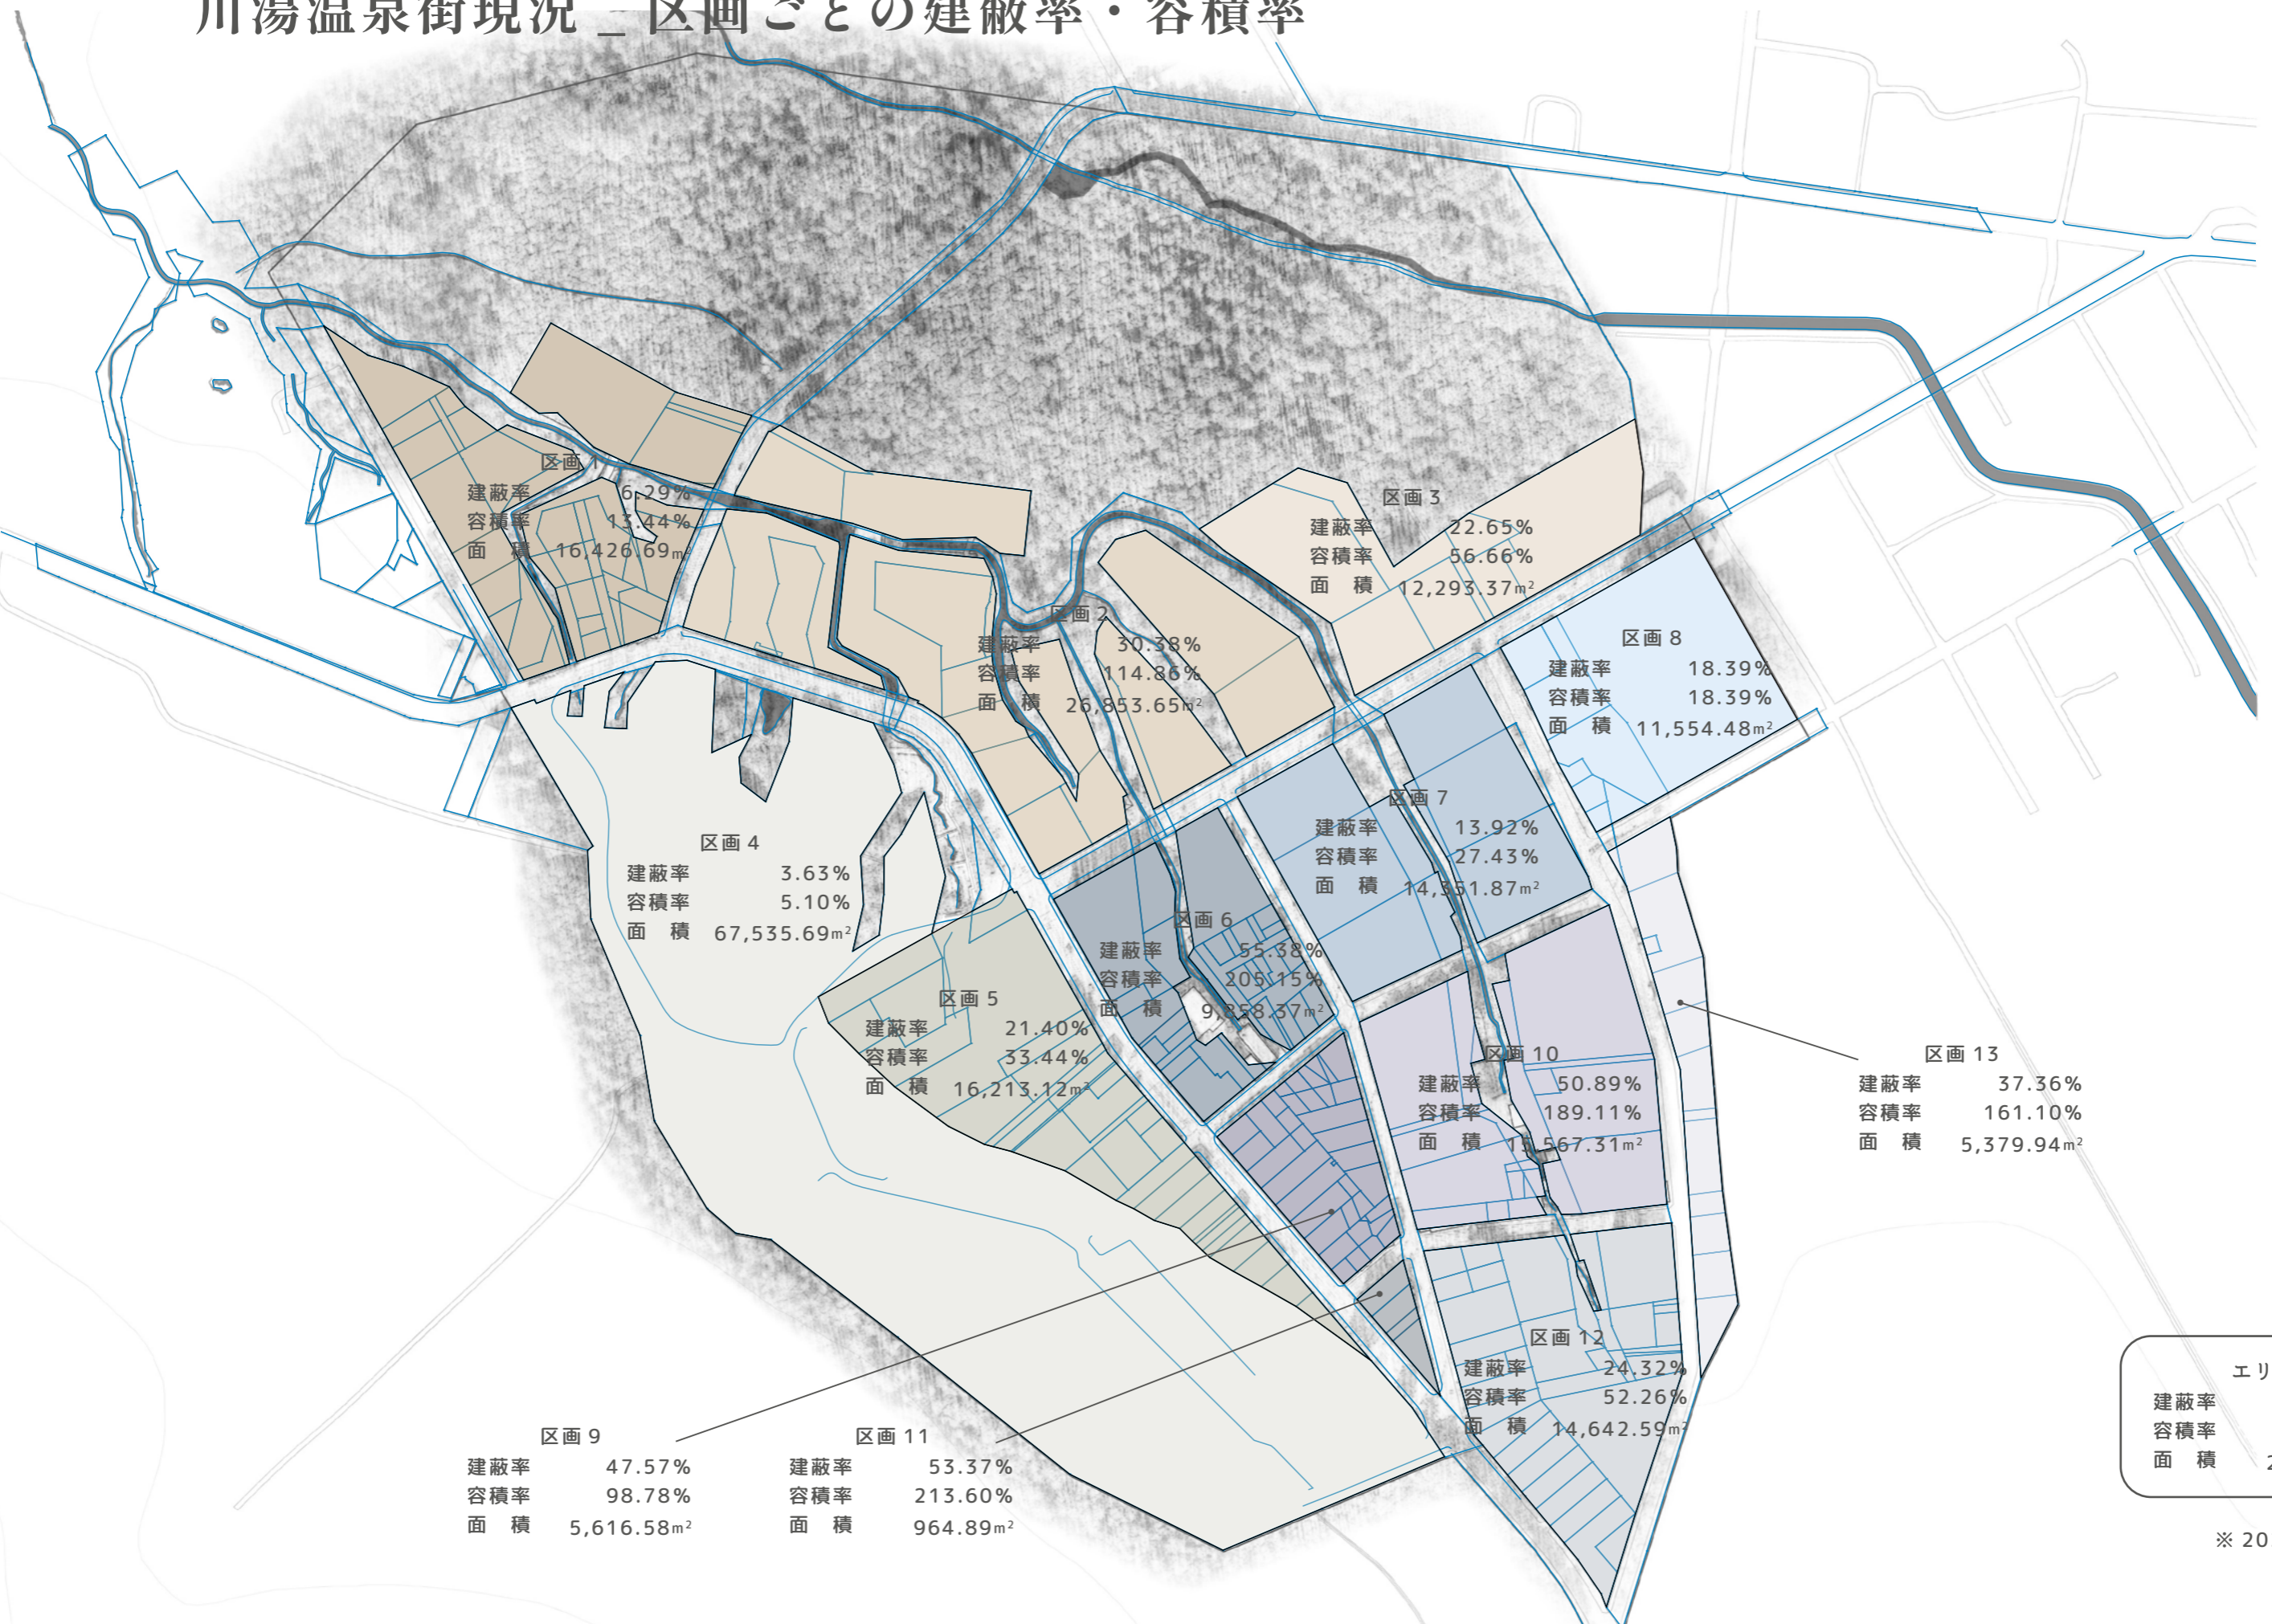 川湯温泉街現況 _ 区画ごとの建蔽率・容積率
区画 1
建蔽率 6.29%
容積率 13.44%
面 積 16,426.69m²
区画 2
建蔽率 30.38%
容積率 114.86%
面 積 26,853.65m²
区画 3
建蔽率 22.65%
容積率 56.66%
面 積 12,293.37m²
区画 8
建蔽率 18.39%
容積率 18.39%
面 積 11,554.48m²
区画 4
建蔽率 3.63%
容積率 5.10%
面 積 67,535.69m²
区画 7
建蔽率 13.92%
容積率 27.43%
面 積 14,351.87m²
区画 6
建蔽率 55.38%
容積率 205.15%
面 積 9,858.37m²
区画 5
建蔽率 21.40%
容積率 33.44%
面 積 16,213.12m²
区画 10
建蔽率 50.89%
容積率 189.11%
面 積 15,567.31m²
区画 13
建蔽率 37.36%
容積率 161.10%
面 積 5,379.94m²
区画 12
建蔽率 24.32%
容積率 52.26%
面 積 14,642.59m²
区画 9
建蔽率 47.57%
容積率 98.78%
面 積 5,616.58m²
区画 11
建蔽率 53.37%
容積率 213.60%
面 積 964.89m²
エリ
建蔽率
容積率
面 積 2
※ 20